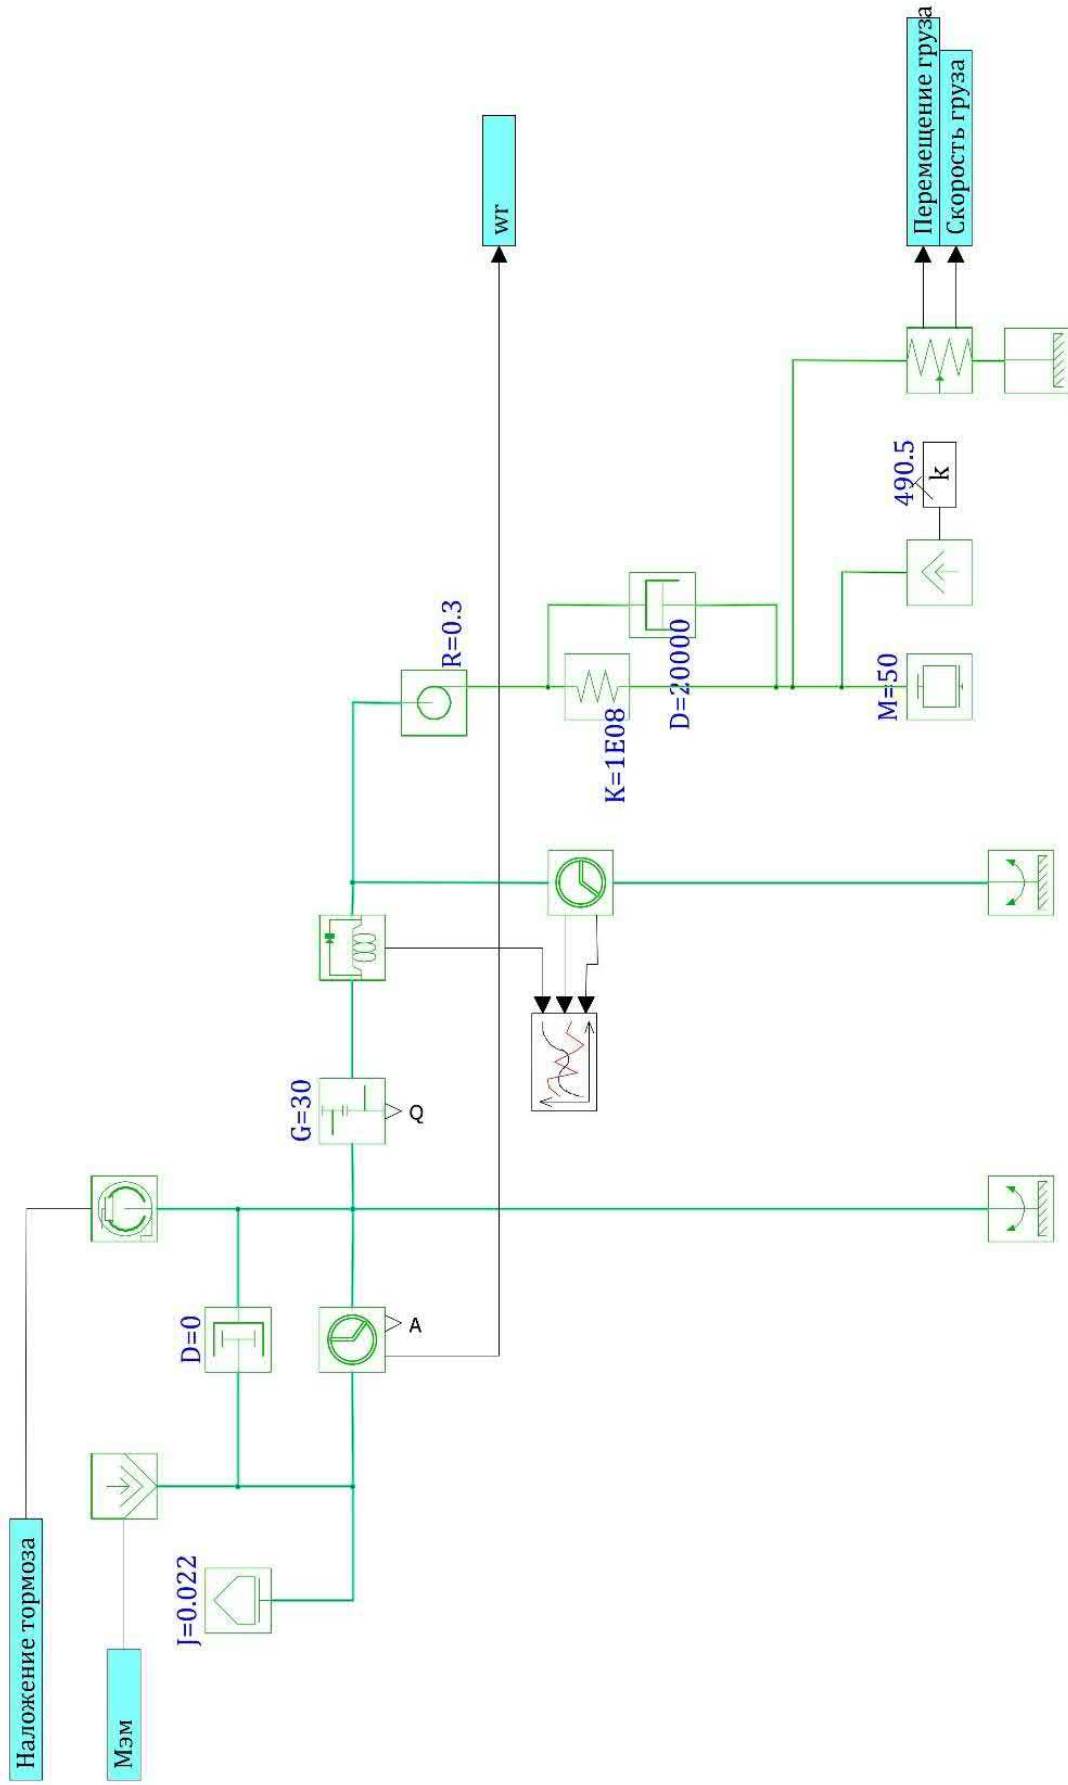 Наложение тормоза
Мэм
J=0.022
D=0
A
G=30
Q
wr
R=0.3
K=1E08
D=20000
M=50
490.5
k
Перемещение груза
Скорость груза